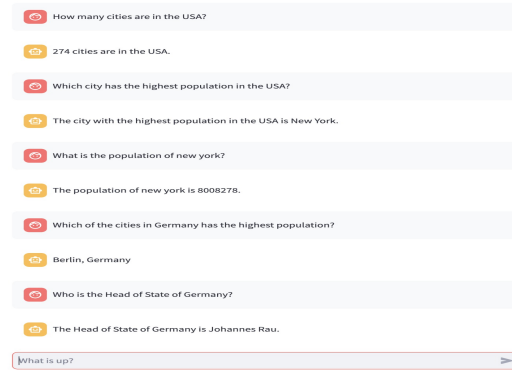 How many cities are in the USA?
274 cities are in the USA.
Which city has the highest population in the USA?
The city with the highest population in the USA is New York.
What is the population of new york?
The population of new york is 8008278.
Which of the cities in Germany has the highest population?
Berlin, Germany
Who is the Head of State of Germany?
The Head of State of Germany is Johannes Rau.
What is up?